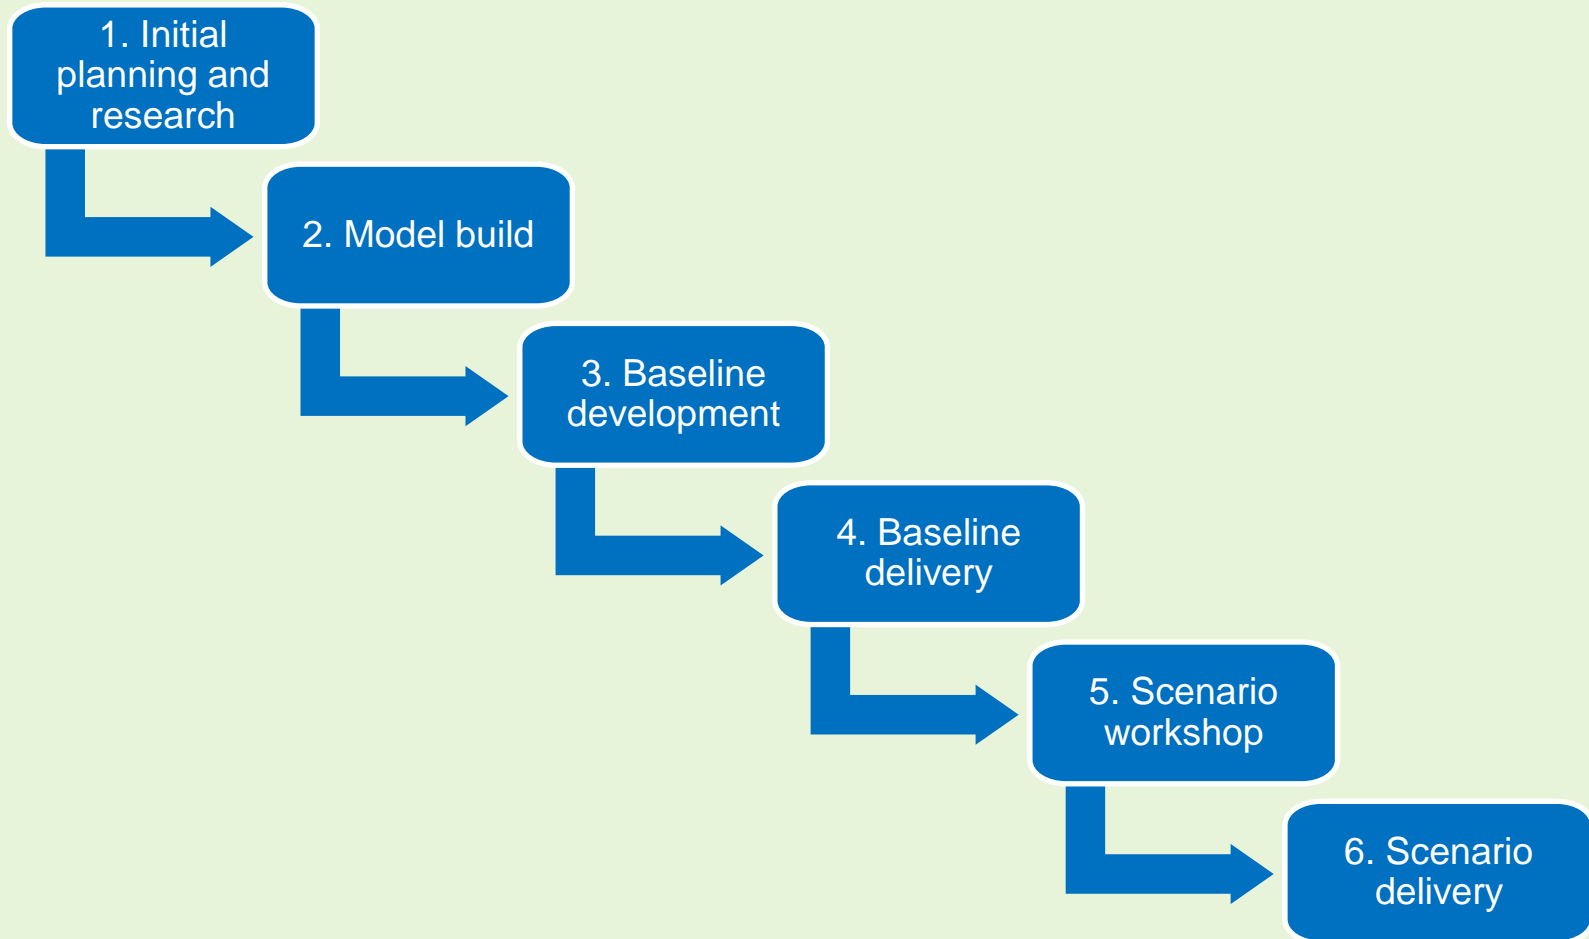 1. Initial
planning and
research
2. Model build
3. Baseline
development
4. Baseline
delivery
5. Scenario
workshop
6. Scenario
delivery